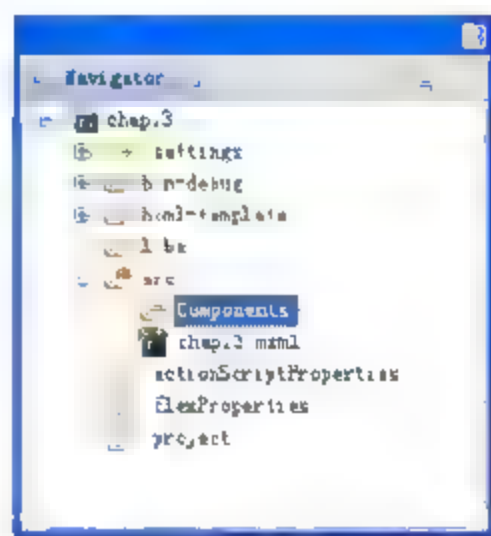 Navigator
chap.3
settings
bin-debug
html-template
libs
src
Components
chap.3 mxml
actionScriptProperties
flexProperties
project